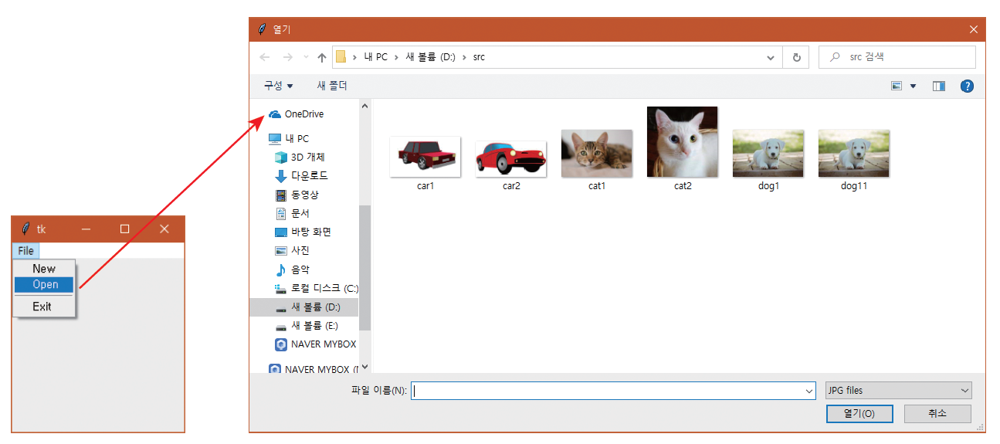 tk
File
New
Open
Exit
열기
내 PC > 새 볼륨 (D:) > src
src 검색
구성
새 폴더
OneDrive
내 PC
3D 개체
다운로드
동영상
문서
바탕 화면
사진
음악
로컬 디스크 (C:)
새 볼륨 (D:)
새 볼륨 (E:)
NAVER MYBOX
NAVER MYBOX (
car1
car2
cat1
cat2
dog1
dog11
파일 이름(N):
JPG files
열기(O)
취소